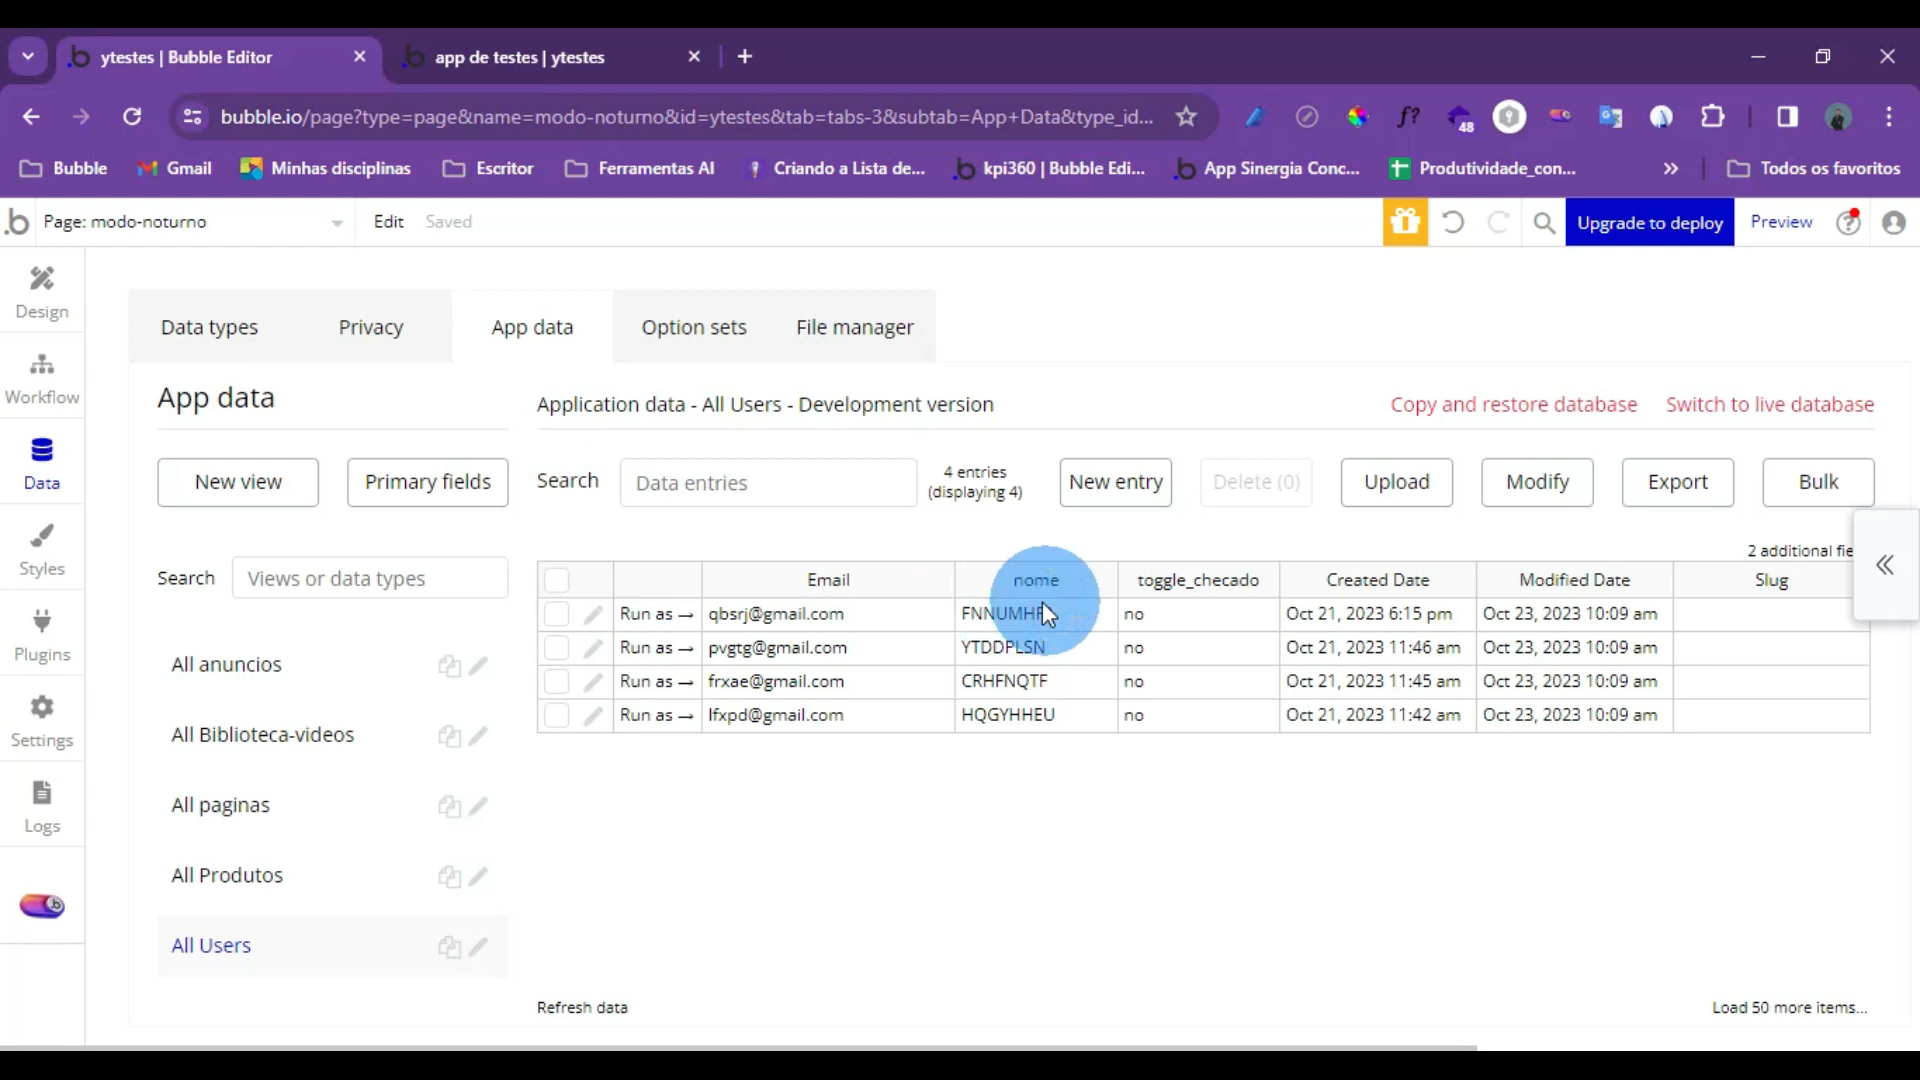 ytestes | Bubble Editor
app de testes | ytestes
bubble.io/page?type=page&name=modo-noturno&id=ytestes&tab=tabs-3&subtab=App+Data&type_id...
f?
48
Bubble
Gmail
Minhas disciplinas
Escritor
Ferramentas AI
Criando a Lista de...
kpi360 | Bubble Edi...
App Sinergia Conc...
Produtividade_con...
Todos os favoritos
Page: modo-noturno
Edit
Saved
Upgrade to deploy
Preview
Design
Workflow
Data
Styles
Plugins
Settings
Logs
Data types
Privacy
App data
Option sets
File manager
App data
Application data - All Users - Development version
Copy and restore database
Switch to live database
New view
Primary fields
Search
Data entries
4 entries
(displaying 4)
New entry
Delete (0)
Upload
Modify
Export
Bulk
Search
Views or data types
2 additional fie
All anuncios
All Biblioteca-videos
All paginas
All Produtos
All Users
Email nome toggle_checado Created Date Modified Date Slug
Run as → qbsrj@gmail.com no Oct 21, 2023 6:15 pm Oct 23, 2023 10:09 am
Run as → pvgtg@gmail.com YTDDPLSN no Oct 21, 2023 11:46 am Oct 23, 2023 10:09 am
Run as → frxae@gmail.com CRHFNQTF no Oct 21, 2023 11:45 am Oct 23, 2023 10:09 am
Run as → lfxpd@gmail.com HQGYHHEU no Oct 21, 2023 11:42 am Oct 23, 2023 10:09 am
Refresh data
Load 50 more items...